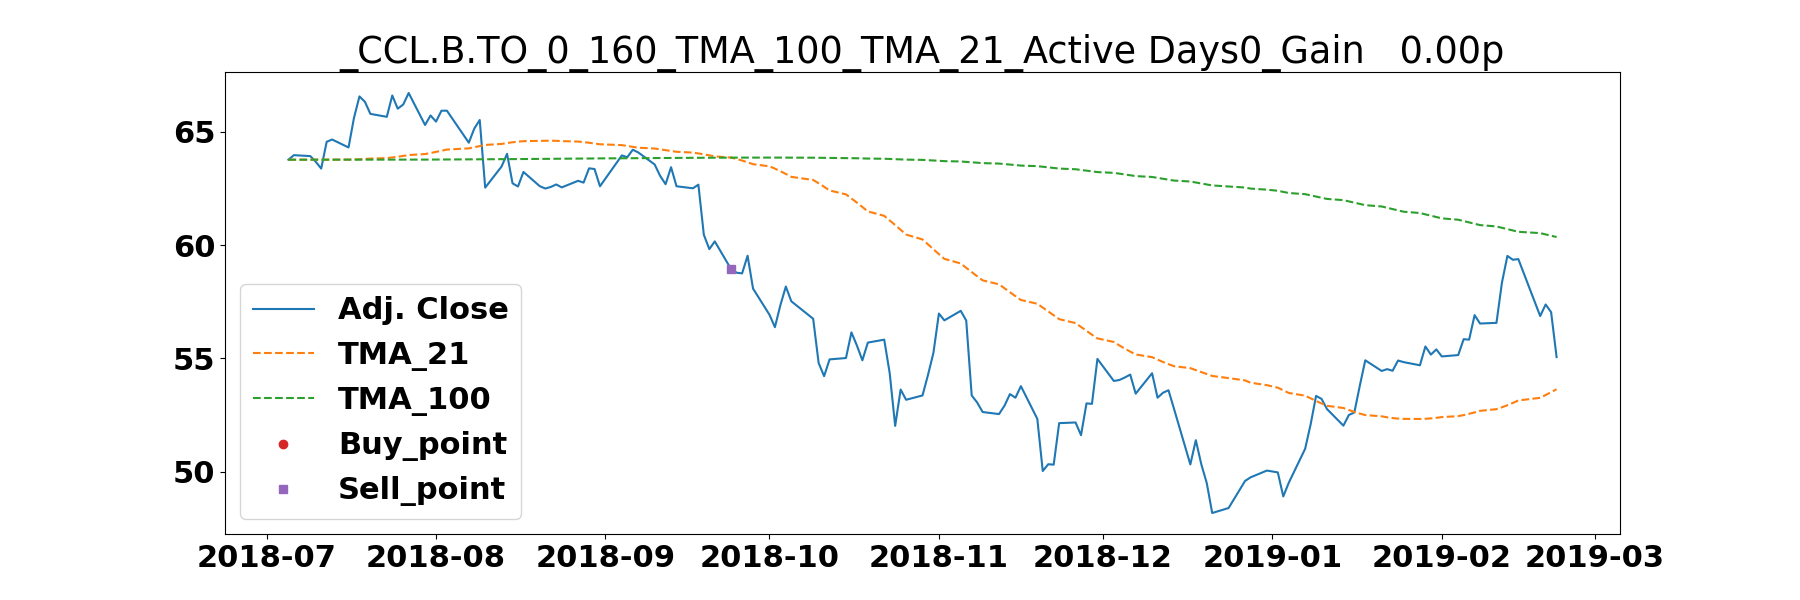 _CCL.B.TO_0_160_TMA_100_TMA_21_Active Days0_Gain   0.00p
65
60
55
50
Adj. Close
TMA_21
TMA_100
Buy_point
Sell_point
2018-07 2018-08 2018-09 2018-10 2018-11 2018-12 2019-01 2019-02 2019-03